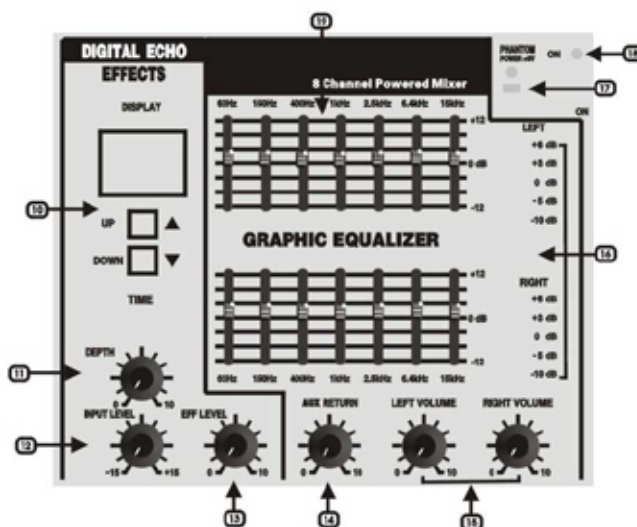 19
DIGITAL ECHO
EFFECTS
DISPLAY
8 Channel Powered Mixer
PHANTOM
POWER +48V
ON
18
17
60Hz 150Hz 400Hz 1kHz 2.5kHz 6.4kHz 15kHz
ON
+12
0 dB
-12
LEFT
+6 dB
+3 dB
0 dB
-5 dB
-10 dB
10
UP
DOWN
TIME
GRAPHIC EQUALIZER
16
RIGHT
+6 dB
+3 dB
0 dB
-5 dB
-10 dB
+12
0 dB
-12
60Hz 150Hz 400Hz 1kHz 2.5kHz 6.4kHz 15kHz
11
DEPTH
0 10
12
INPUT LEVEL
-15 +15
EFF LEVEL
0 10
AUX RETURN
0 10
LEFT VOLUME
0 10
RIGHT VOLUME
0 10
13
14
15